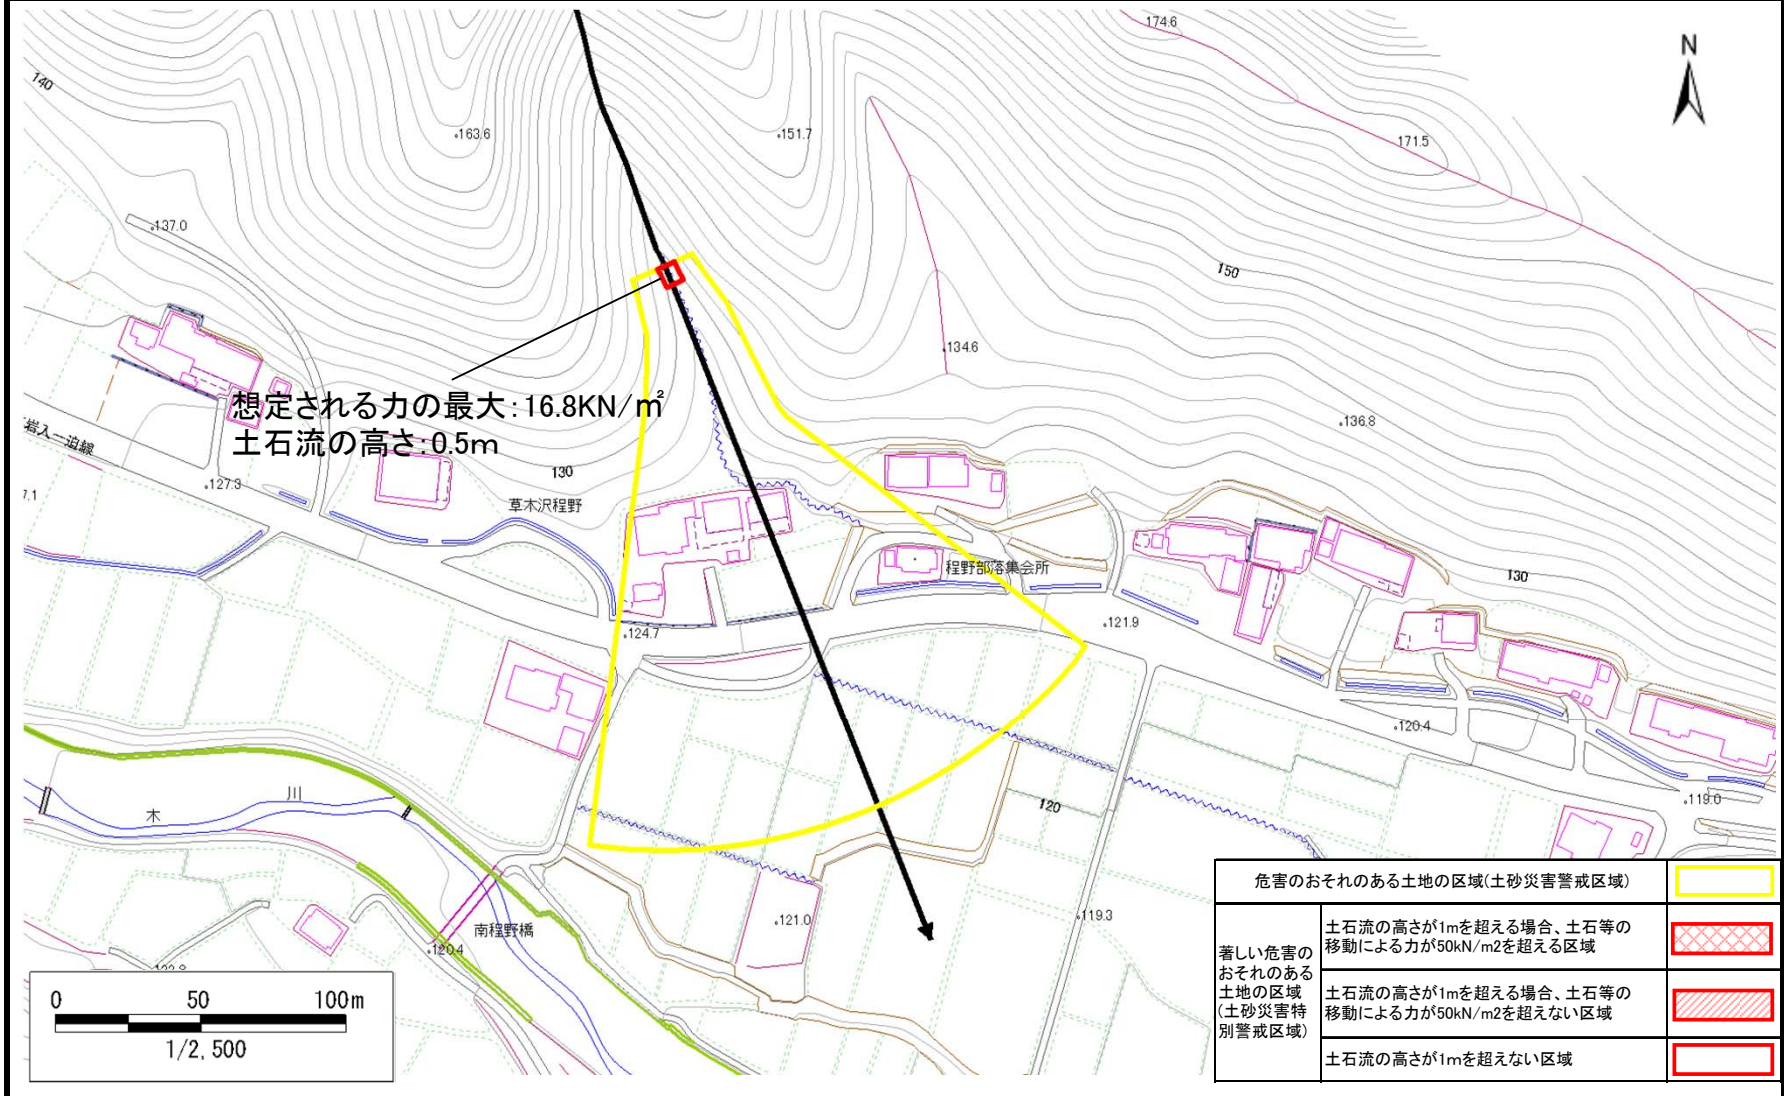 174.6
N
140
163.6
151.7
171.5
137.0
150
134.6
想定される力の最大:16.8KN/㎡
土石流の高さ:0.5m
136.8
岩入一迫線
130
127.3
7.1
草木沢程野
程野部落集会所
130
124.7
121.9
120.4
119.0
120
川
木
121.0
119.3
南程野橋
120.4
0 50 100m
1/2,500
危害のおそれのある土地の区域(土砂災害警戒区域)
著しい危害の
おそれのある
土地の区域
(土砂災害特
別警戒区域)
土石流の高さが1mを超える場合、土石等の
移動による力が50kN/m2を超える区域
土石流の高さが1mを超える場合、土石等の
移動による力が50kN/m2を超えない区域
土石流の高さが1mを超えない区域